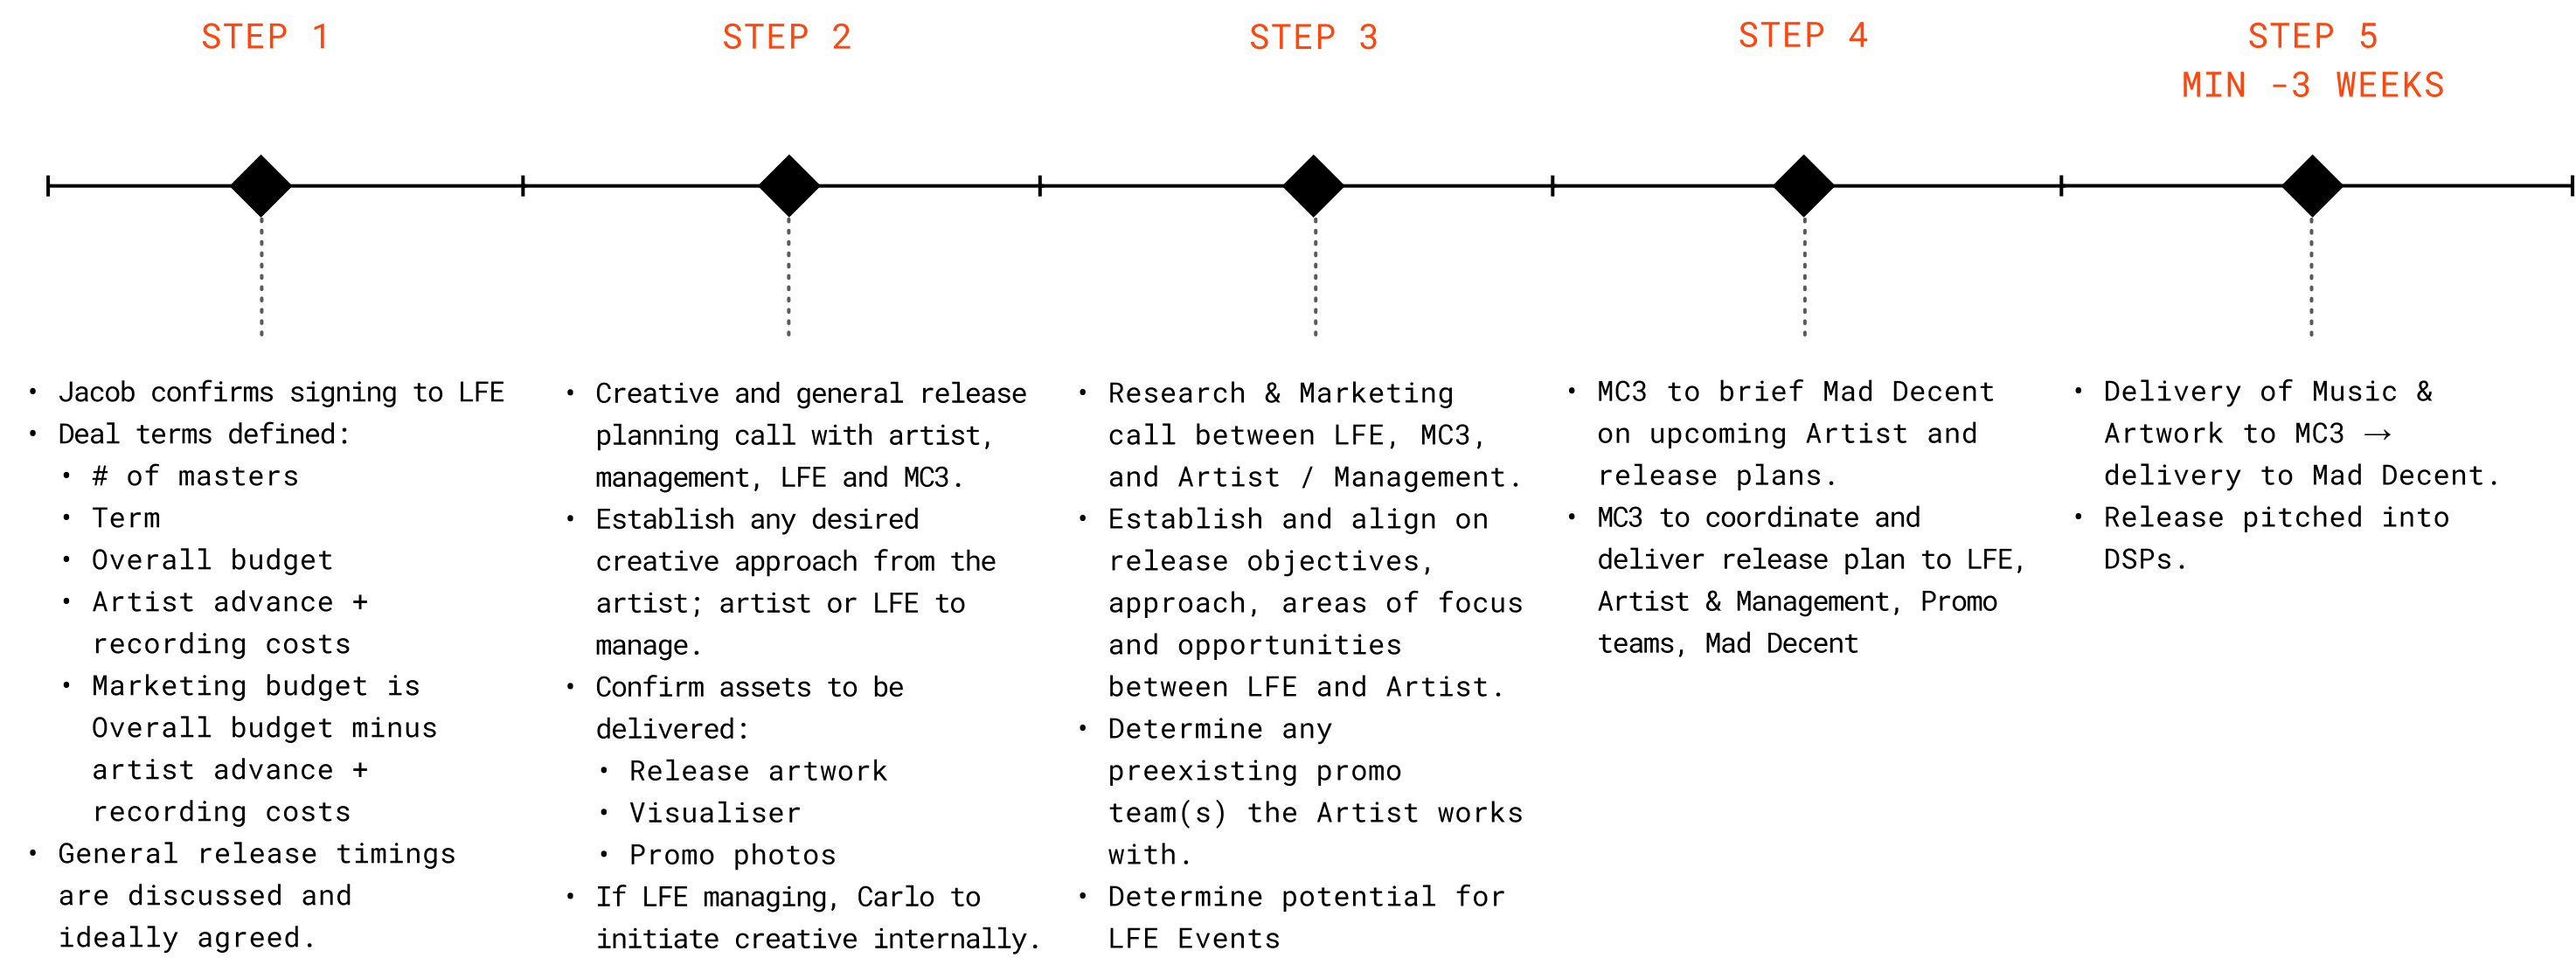 STEP 1
• Jacob confirms signing to LFE
• Deal terms defined:
• # of masters
• Term
• Overall budget
• Artist advance +
recording costs
• Marketing budget is
Overall budget minus
artist advance +
recording costs
• General release timings
are discussed and
ideally agreed.
STEP 2
• Creative and general release
planning call with artist,
management, LFE and MC3.
• Establish any desired
creative approach from the
artist; artist or LFE to
manage.
• Confirm assets to be
delivered:
• Release artwork
• Visualiser
• Promo photos
• If LFE managing, Carlo to
initiate creative internally.
STEP 3
• Research & Marketing
call between LFE, MC3,
and Artist / Management.
• Establish and align on
release objectives,
approach, areas of focus
and opportunities
between LFE and Artist.
• Determine any
preexisting promo
team(s) the Artist works
with.
• Determine potential for
LFE Events
STEP 4
• MC3 to brief Mad Decent
on upcoming Artist and
release plans.
• MC3 to coordinate and
deliver release plan to LFE,
Artist & Management, Promo
teams, Mad Decent
STEP 5
MIN -3 WEEKS
• Delivery of Music &
Artwork to MC3 →
delivery to Mad Decent.
• Release pitched into
DSPs.